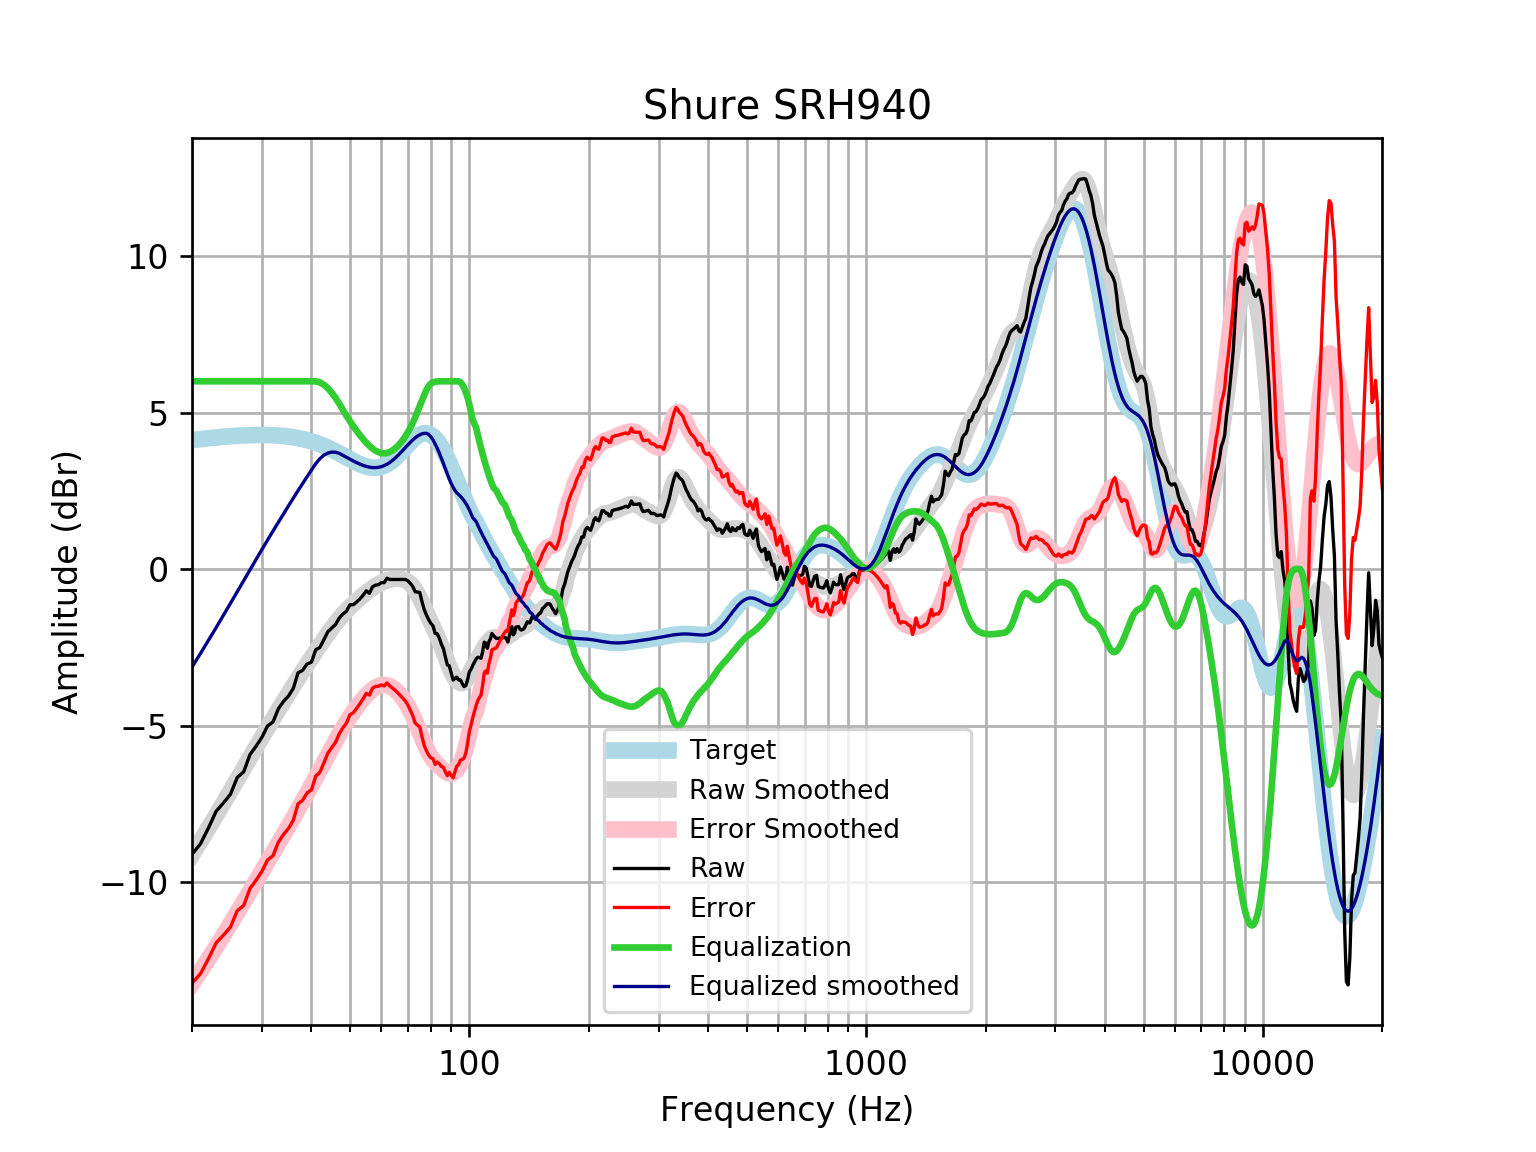 Shure SRH940
Amplitude (dBr)
10
5
0
−5
−10
Target
Raw Smoothed
Error Smoothed
Raw
Error
Equalization
Equalized smoothed
100
1000
10000
Frequency (Hz)